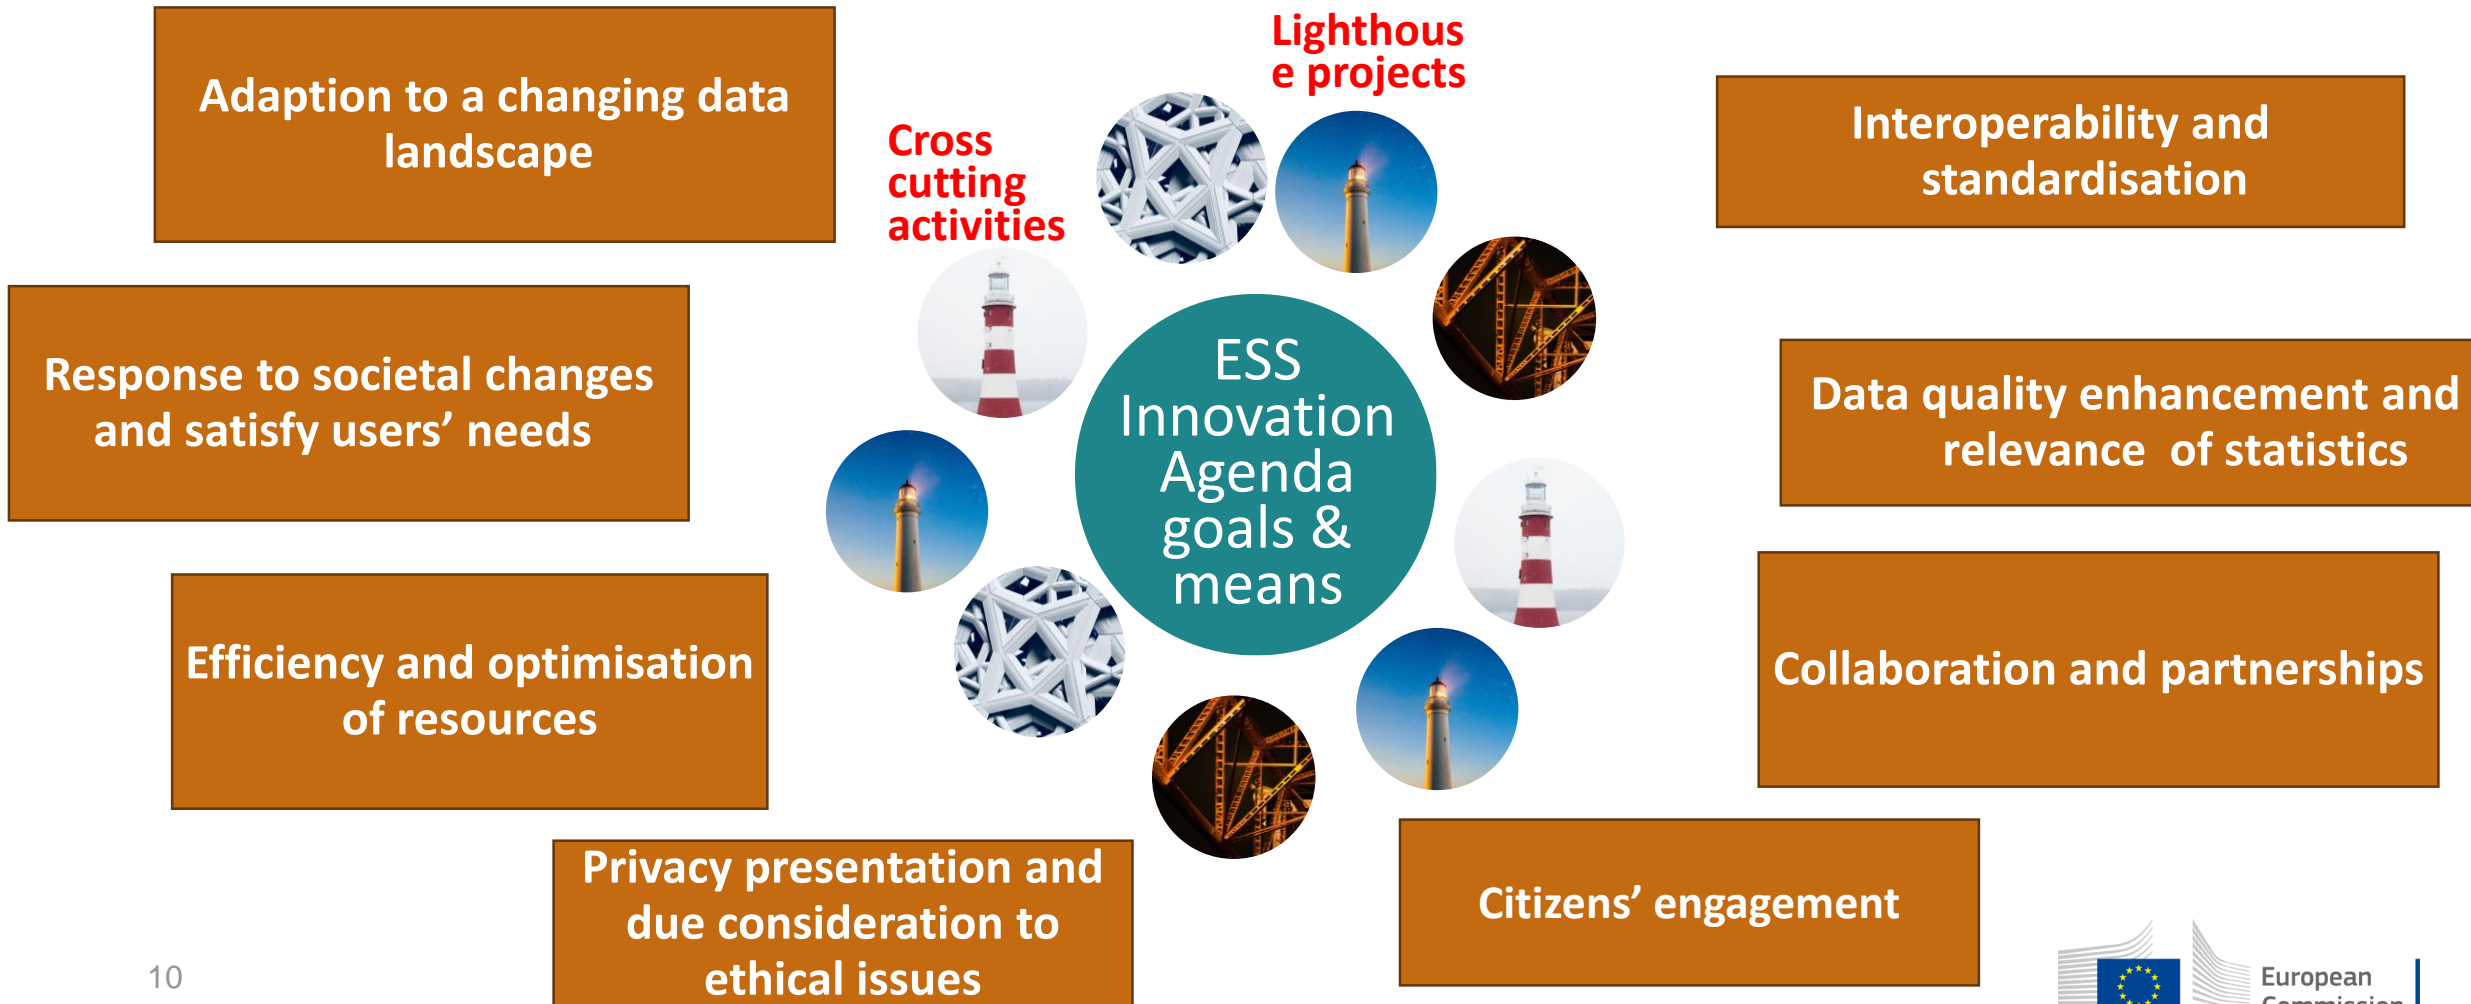 Adaption to a changing data
landscape
Response to societal changes
and satisfy users’ needs
Efficiency and optimisation
of resources
Privacy presentation and
due consideration to
ethical issues
Cross
cutting
activities
Lighthous
e projects
ESS
Innovation
Agenda
goals &
means
Interoperability and
standardisation
Data quality enhancement and
relevance  of statistics
Collaboration and partnerships
Citizens’ engagement
10
European
Commission